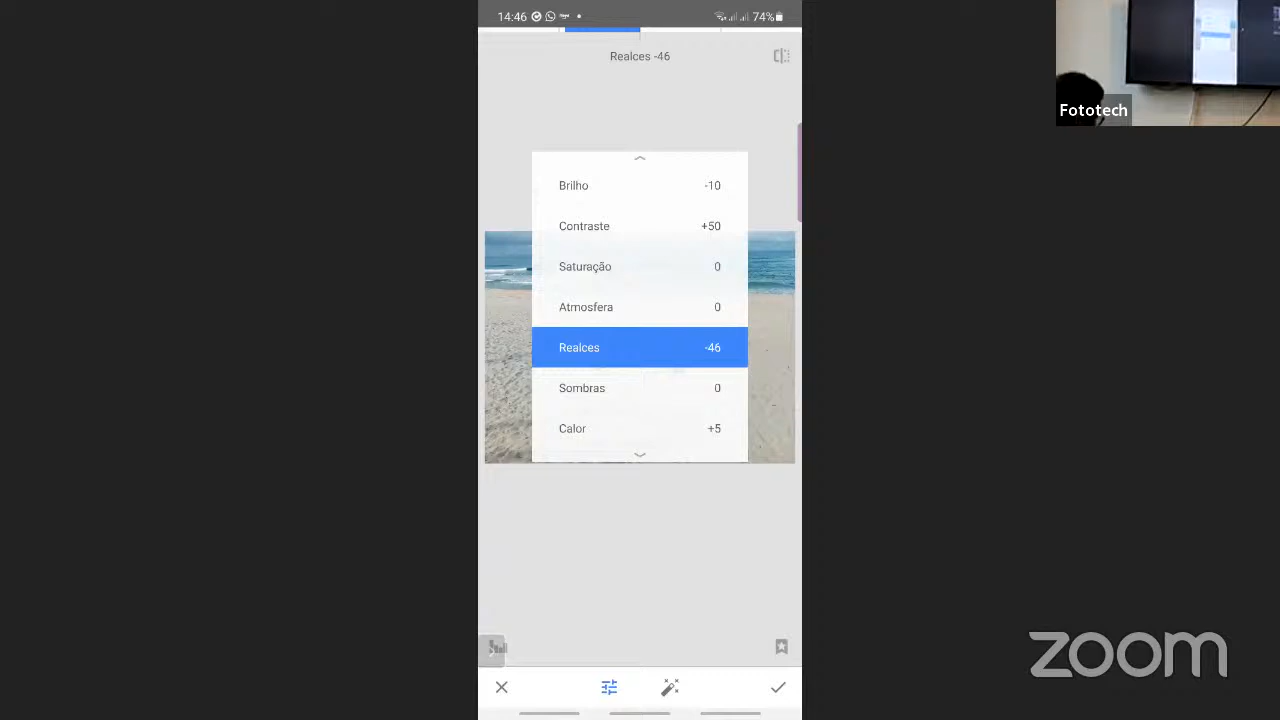 14:46
74%
Realces -46
Fototech
Brilho -10
Contraste +50
Saturação 0
Atmosfera 0
Realces -46
Sombras 0
Calor +5
zoom